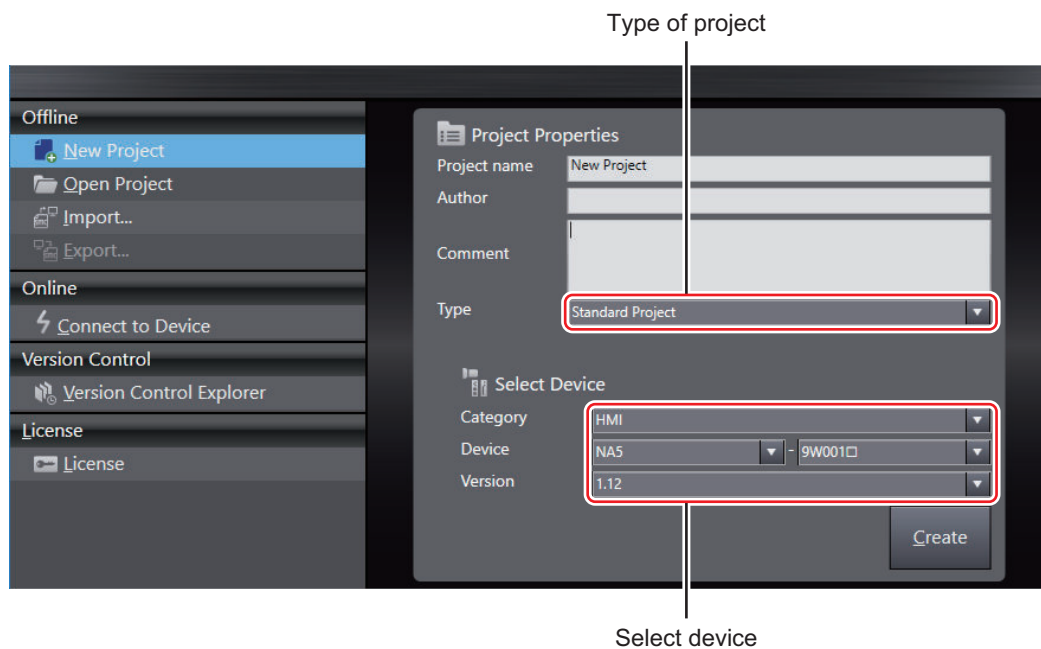 Type of project
Offline
New Project
Open Project
Import...
Export...
Online
Connect to Device
Version Control
Version Control Explorer
License
License
Project Properties
Project name New Project
Author
Comment
Type Standard Project
Select Device
Category HMI
Device NA5 - 9W001□
Version 1.12
Create
Select device